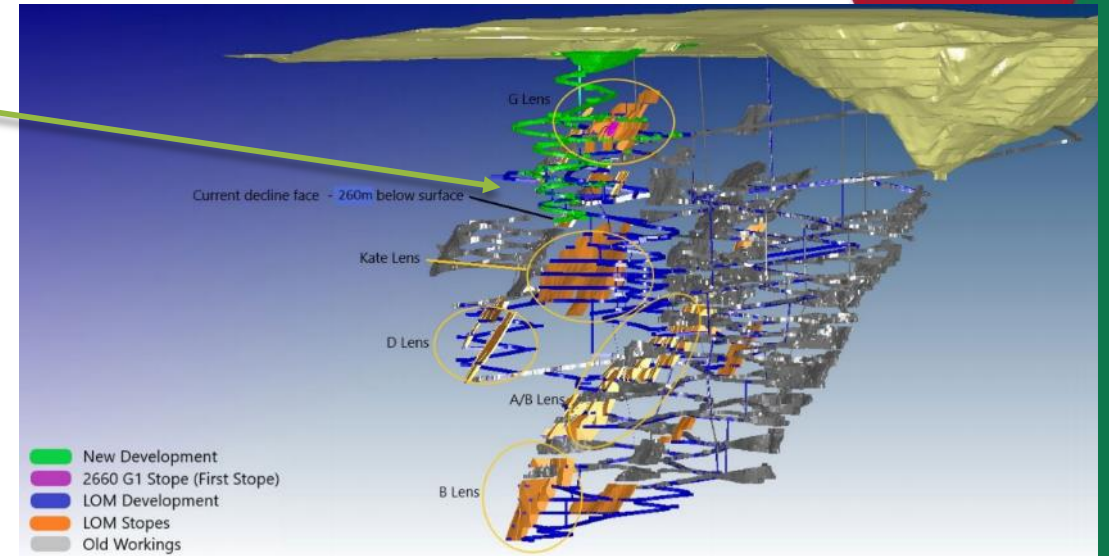 G Lens
Current decline face - 260m below surface
Kate Lens
D Lens
A/B Lens
B Lens
New Development
2660 G1 Stope (First Stope)
LOM Development
LOM Stopes
Old Workings